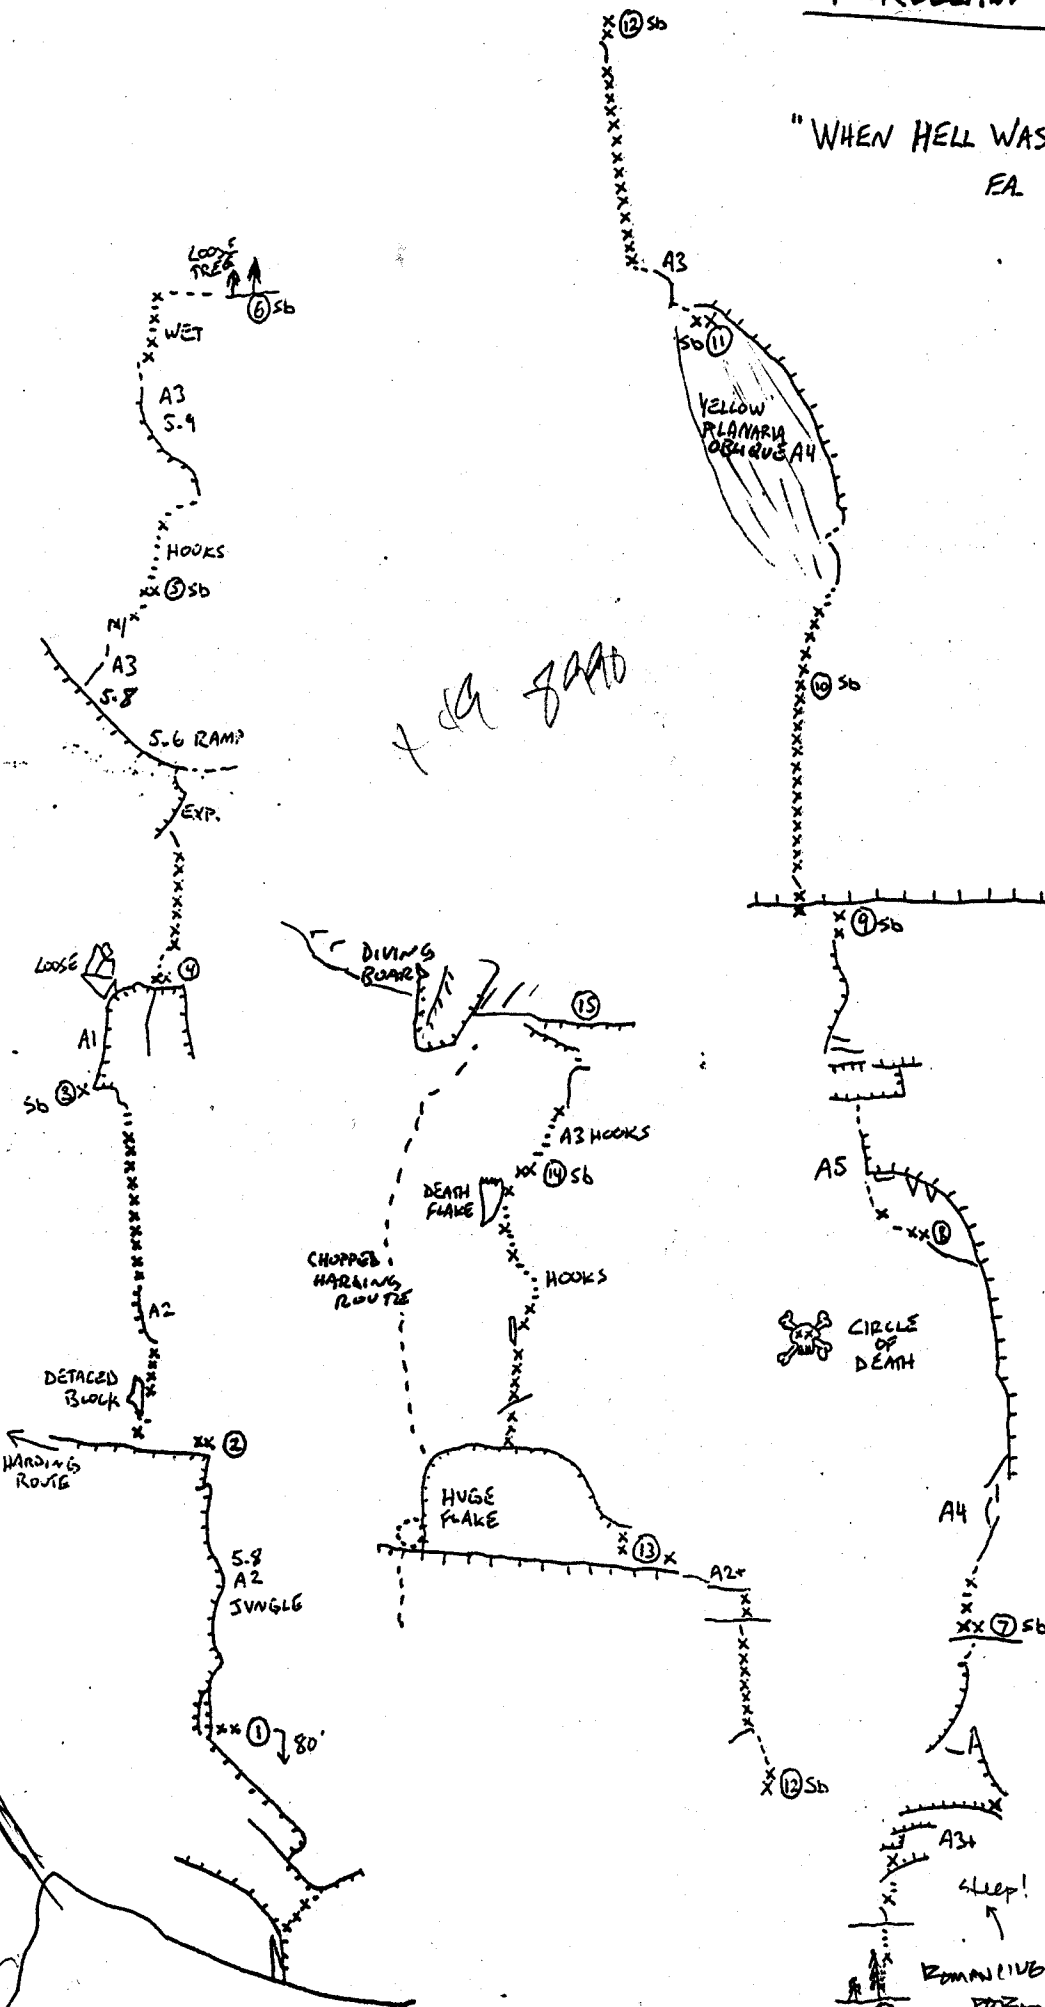 "WHEN HELL WAS
F.A.
12 Sb
A3
Sb 11
YELLOW
PLANARIA
OBLIQUE A4
10 Sb
9 Sb
A5
8
CIRCLE
OF
DEATH
A4
7 Sb
A
A3+
steep!
LOOSE
TREE
6 Sb
WET
A3
5.9
HOOKS
5 Sb
A3
5.8
5.6 RAMP
EXP.
LOOSE
4
A1
Sb 3
A2
DETACED
BLOCK
2
HARDING
ROUTE
5.8
A2
JUNGLE
1
80'
DIVING
BOARD
15
A3 HOOKS
14 Sb
DEATH
FLAKE
CHOPPED
HARDING
ROUTE
HOOKS
HUGE
FLAKE
13
A2+
12 Sb